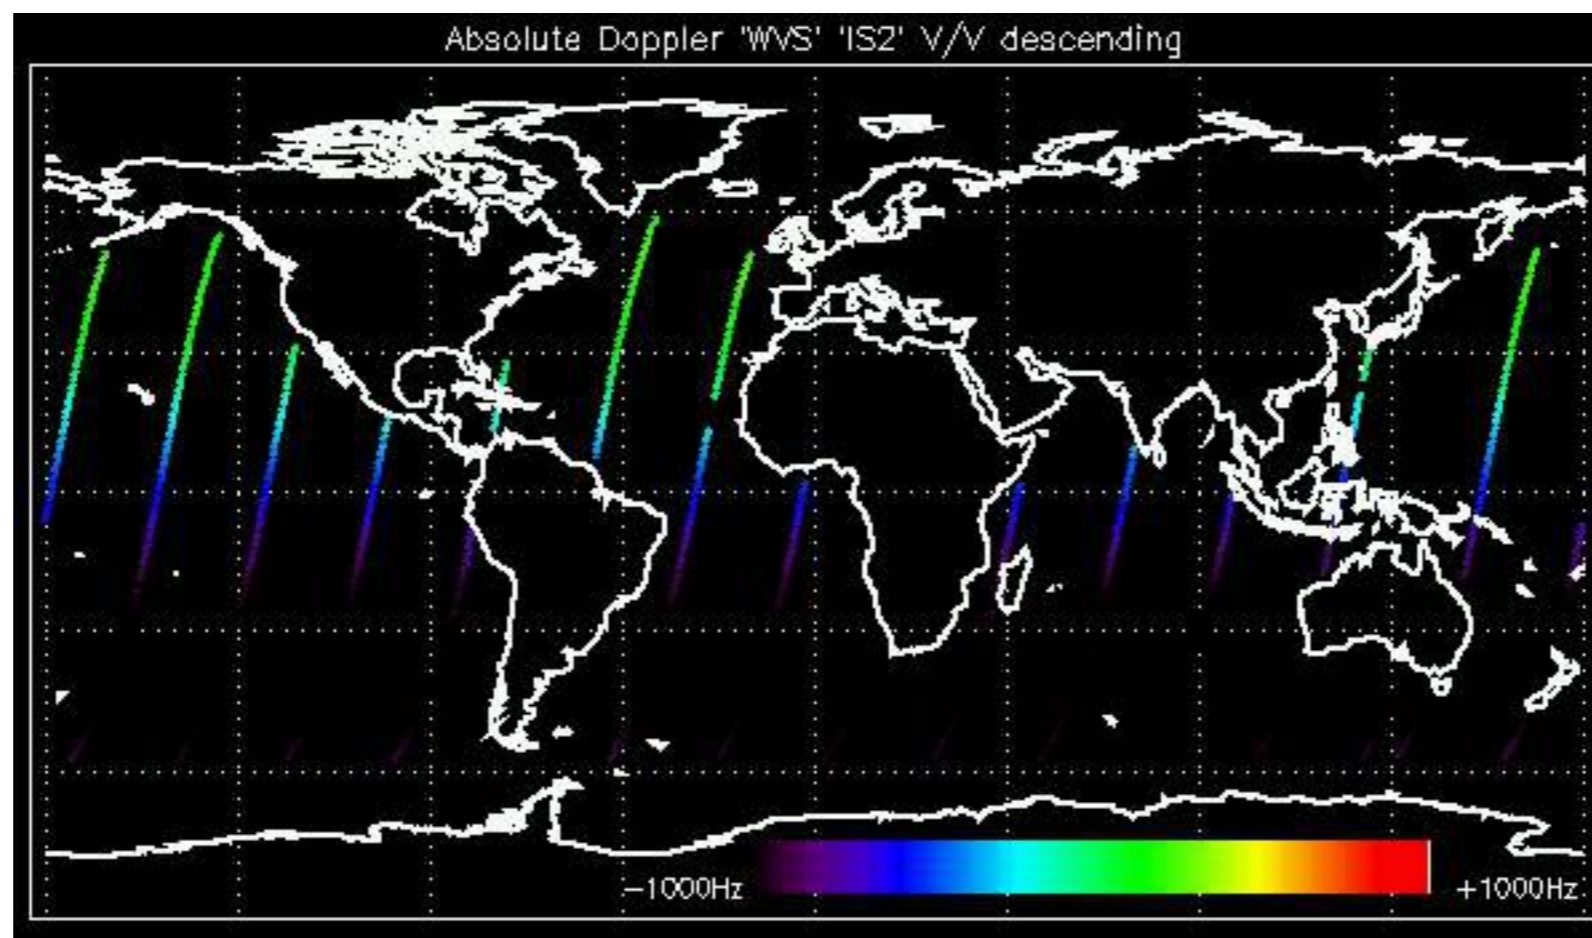 Absolute Doppler 'WVS' 'IS2' V/V descending
−1000Hz
+1000Hz